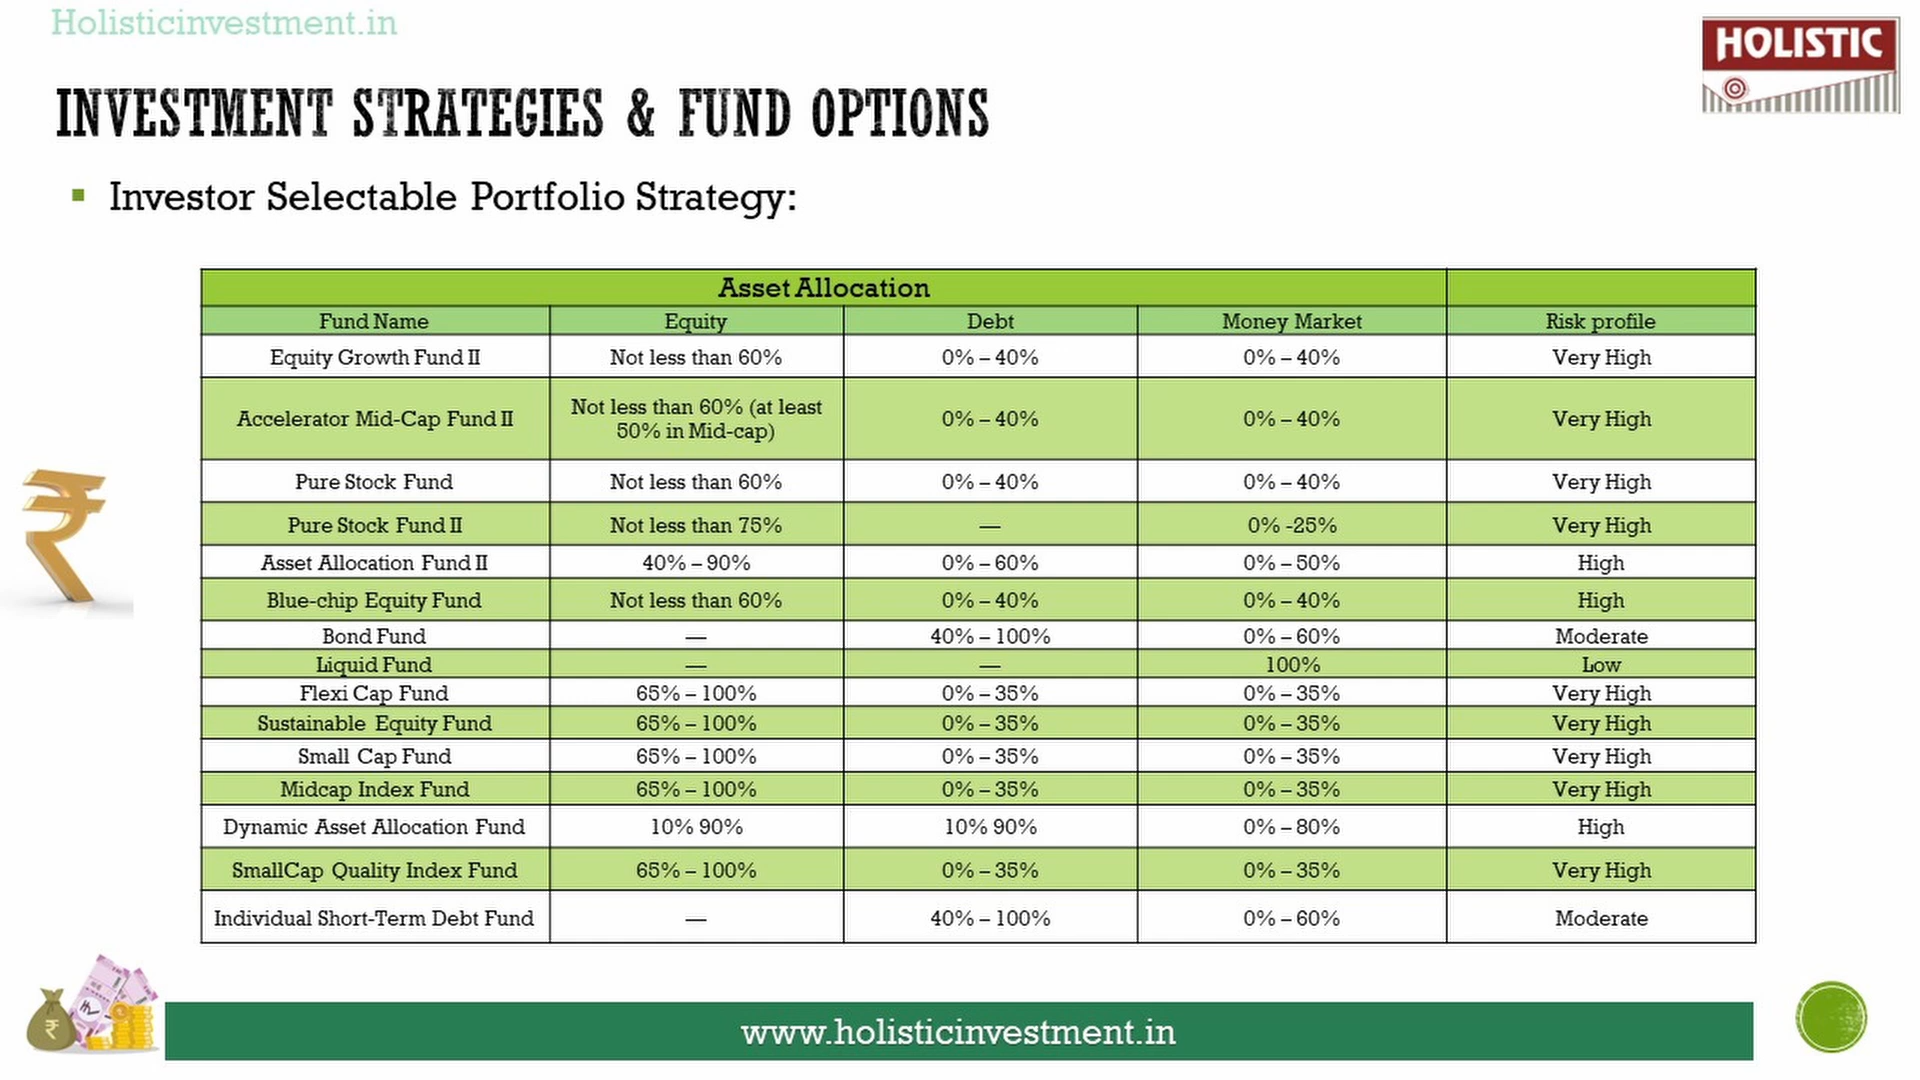 Holisticinvestment.in
HOLISTIC
INVESTMENT STRATEGIES & FUND OPTIONS
Investor Selectable Portfolio Strategy:
Asset Allocation
Fund Name Equity Debt Money Market Risk profile
Equity Growth Fund II Not less than 60% 0% – 40% 0% – 40% Very High
Accelerator Mid-Cap Fund II Not less than 60% (at least 50% in Mid-cap) 0% – 40% 0% – 40% Very High
Pure Stock Fund Not less than 60% 0% – 40% 0% – 40% Very High
Pure Stock Fund II Not less than 75% — 0% -25% Very High
Asset Allocation Fund II 40% – 90% 0% – 60% 0% – 50% High
Blue-chip Equity Fund Not less than 60% 0% – 40% 0% – 40% High
Bond Fund — 40% – 100% 0% – 60% Moderate
Liquid Fund — — 100% Low
Flexi Cap Fund 65% – 100% 0% – 35% 0% – 35% Very High
Sustainable Equity Fund 65% – 100% 0% – 35% 0% – 35% Very High
Small Cap Fund 65% – 100% 0% – 35% 0% – 35% Very High
Midcap Index Fund 65% – 100% 0% – 35% 0% – 35% Very High
Dynamic Asset Allocation Fund 10% 90% 10% 90% 0% – 80% High
SmallCap Quality Index Fund 65% – 100% 0% – 35% 0% – 35% Very High
Individual Short-Term Debt Fund — 40% – 100% 0% – 60% Moderate
www.holisticinvestment.in